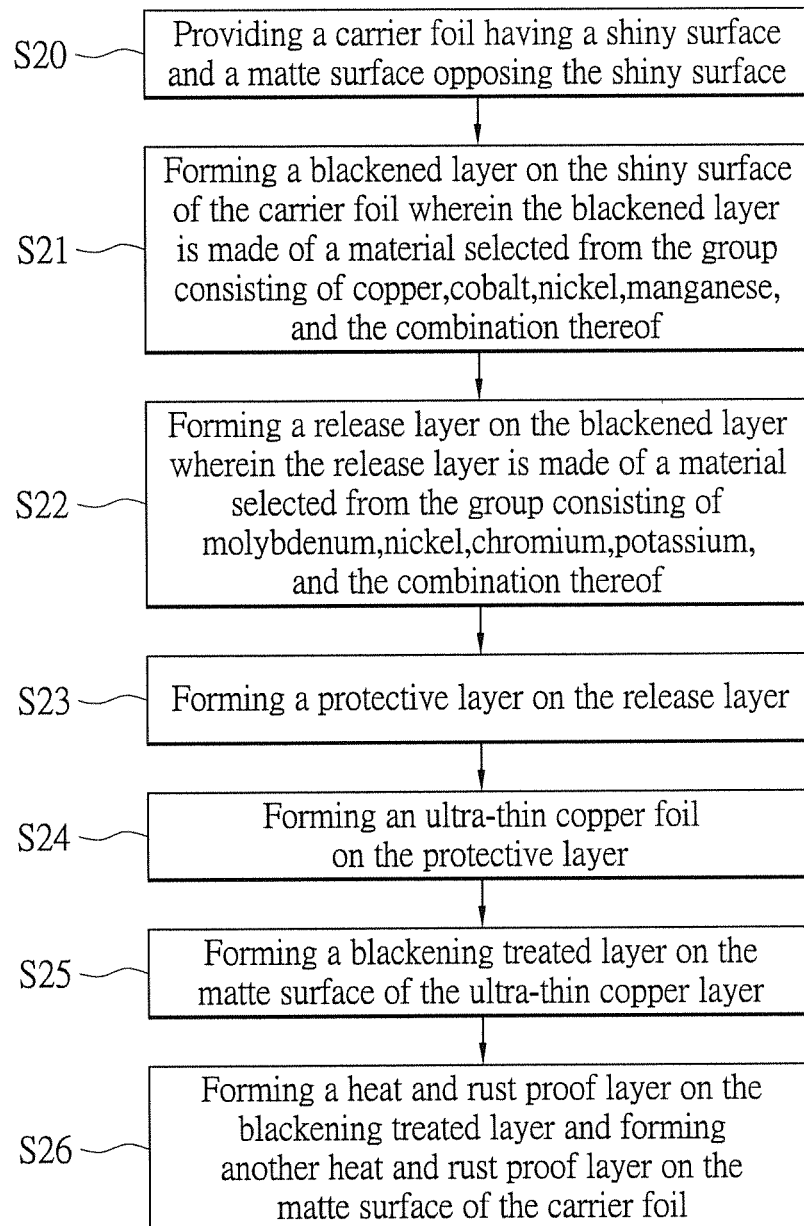 S20
Providing a carrier foil having a shiny surface
and a matte surface opposing the shiny surface
S21
Forming a blackened layer on the shiny surface
of the carrier foil wherein the blackened layer
is made of a material selected from the group
consisting of copper,cobalt,nickel,manganese,
and the combination thereof
S22
Forming a release layer on the blackened layer
wherein the release layer is made of a material
selected from the group consisting of
molybdenum,nickel,chromium,potassium,
and the combination thereof
S23
Forming a protective layer on the release layer
S24
Forming an ultra-thin copper foil
on the protective layer
S25
Forming a blackening treated layer on the
matte surface of the ultra-thin copper layer
S26
Forming a heat and rust proof layer on the
blackening treated layer and forming
another heat and rust proof layer on the
matte surface of the carrier foil